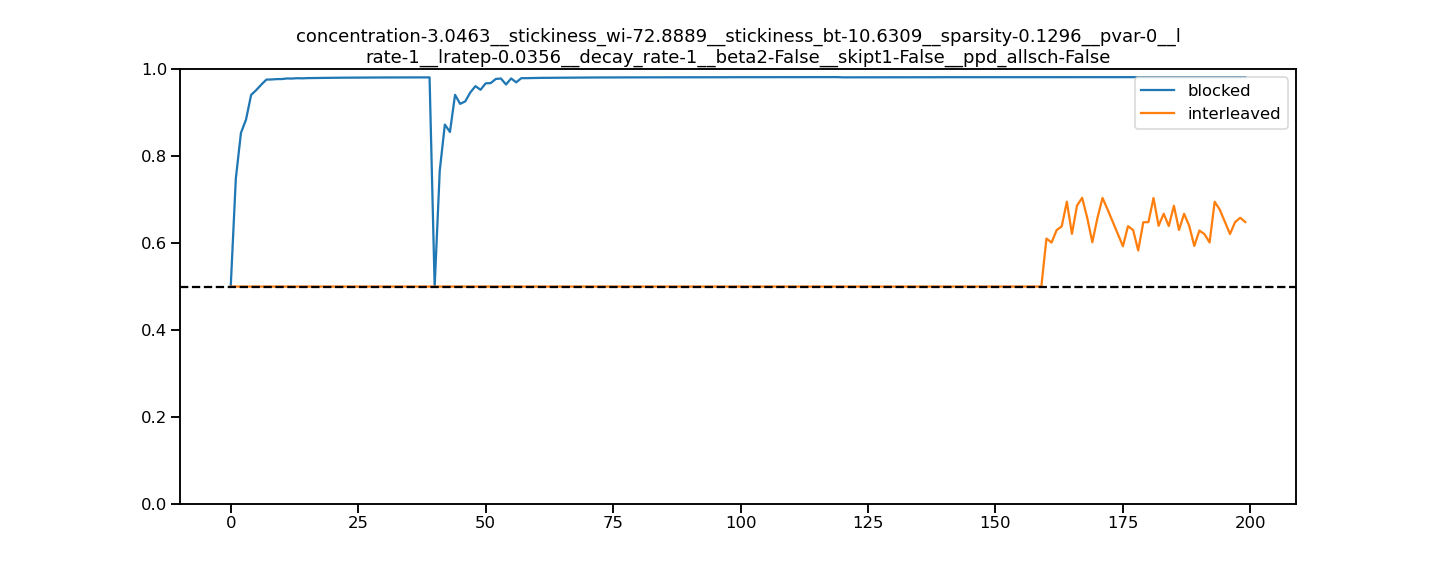 concentration-3.0463__stickiness_wi-72.8889__stickiness_bt-10.6309__sparsity-0.1296__pvar-0__l
rate-1__lratep-0.0356__decay_rate-1__beta2-False__skipt1-False__ppd_allsch-False
1.0
blocked
interleaved
0.8
0.6
0.4
0.2
0.0
0 25 50 75 100 125 150 175 200